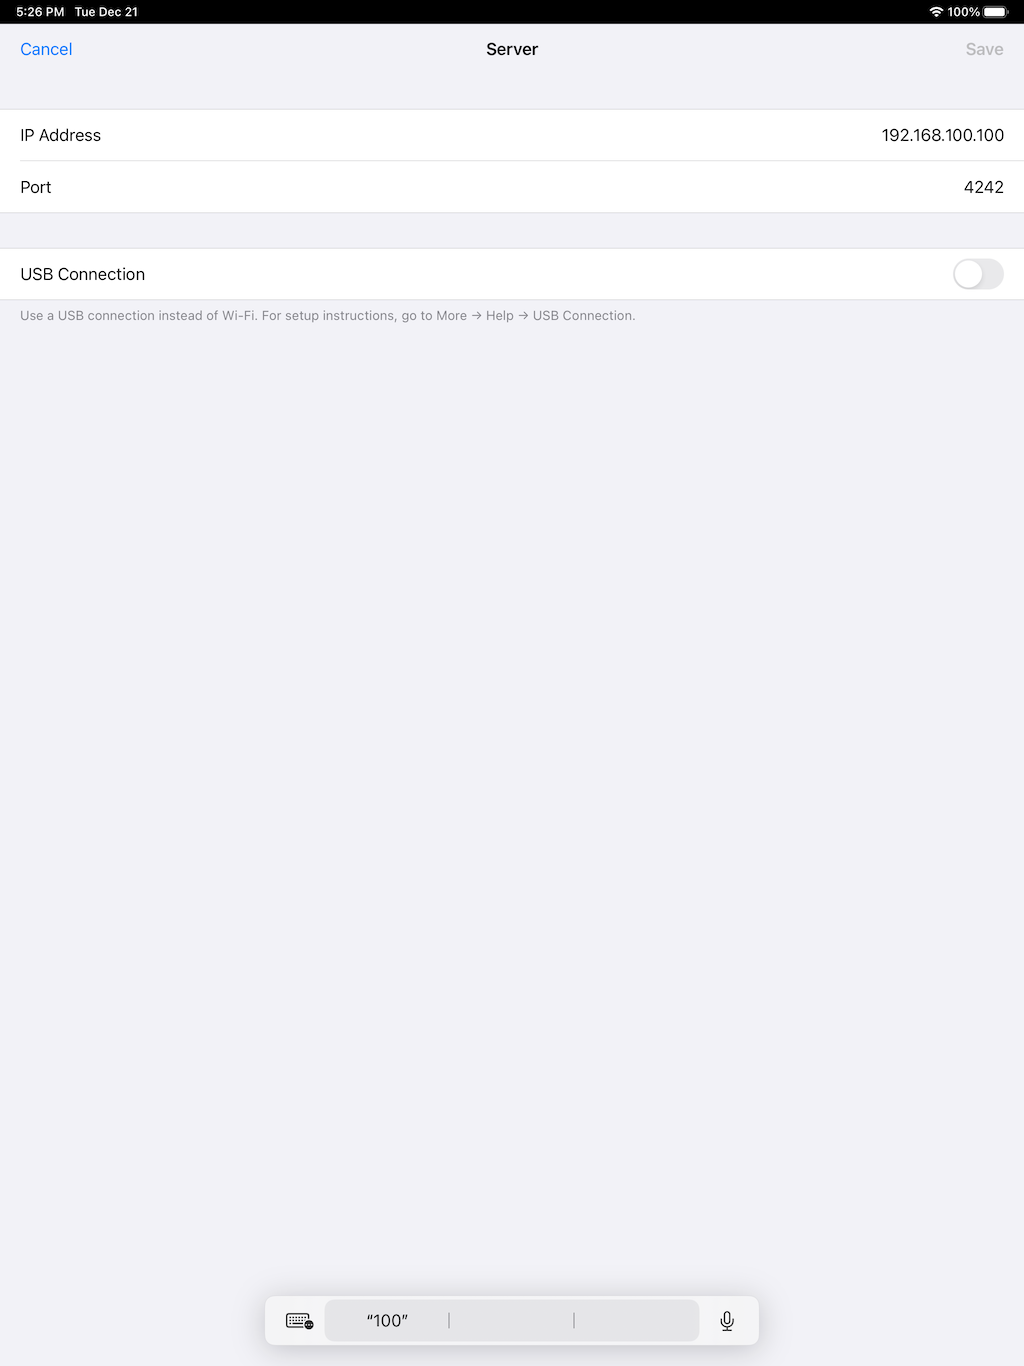 5:26 PM Tue Dec 21 100%
Cancel Server Save
IP Address 192.168.100.100
Port 4242
USB Connection
Use a USB connection instead of Wi-Fi. For setup instructions, go to More → Help → USB Connection.
“100”